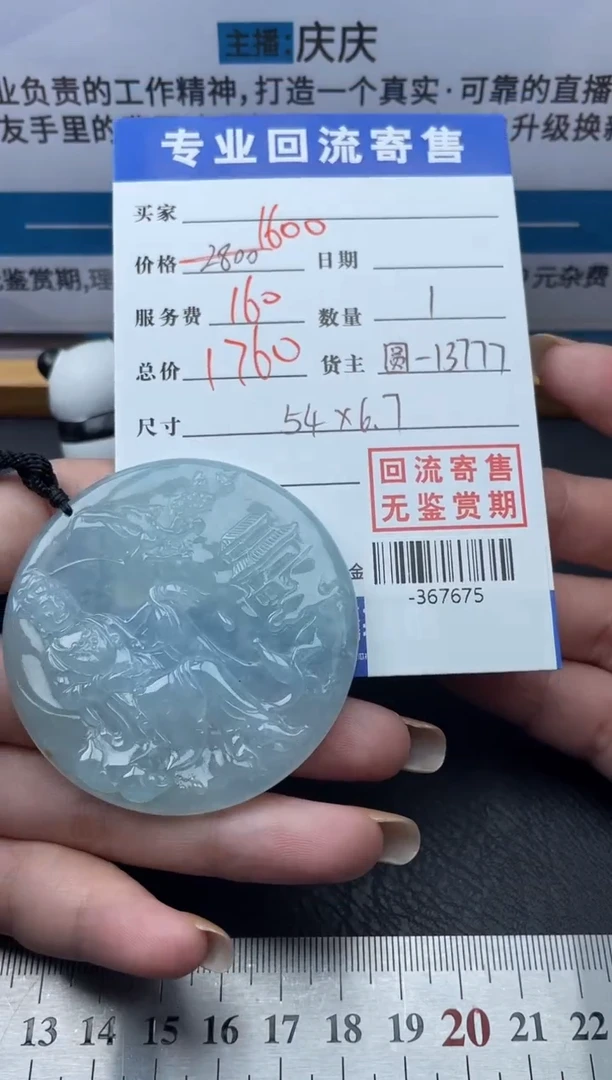 主播:庆庆
业负责的工作精神，打造一个真实·可靠的直播
友手里的
升级换
专业回流寄售
买家
1600
价格 2800 日期
服务费 160 数量 1
总价 1760 货主 圆-13777
尺寸 54×6.7
回流寄售
无鉴赏期
金
-367675
无鉴赏期,理
元杂费
13 14 15 16 17 18 19 20 21 22